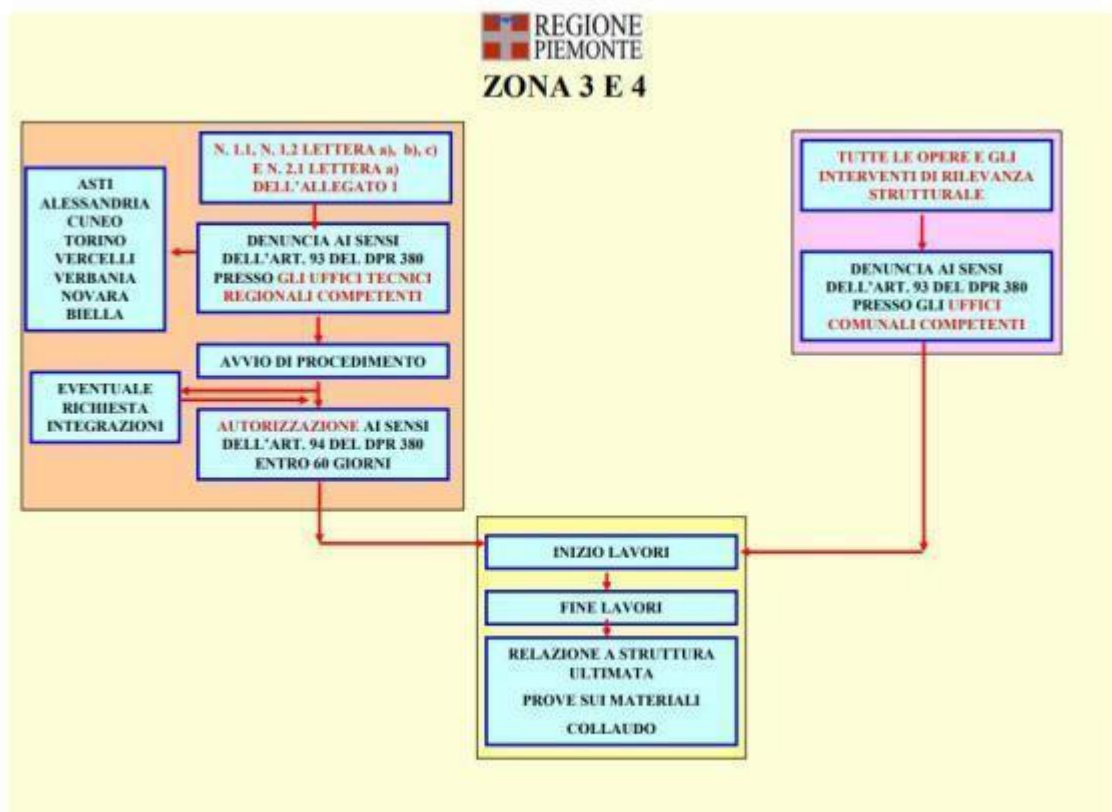 REGIONE
PIEMONTE
ZONA 3 E 4
N. 1.1, N. 1.2 LETTERA a), b), c)
E N. 2.1 LETTERA a)
DELL'ALLEGATO 1
ASTI
ALESSANDRIA
CUNEO
TORINO
VERCELLI
VERBANIA
NOVARA
BIELLA
DENUNCIA AI SENSI
DELL'ART. 93 DEL DPR 380
PRESSO GLI UFFICI TECNICI
REGIONALI COMPETENTI
AVVIO DI PROCEDIMENTO
EVENTUALE
RICHIESTA
INTEGRAZIONI
AUTORIZZAZIONE AI SENSI
DELL'ART. 94 DEL DPR 380
ENTRO 60 GIORNI
TUTTE LE OPERE E GLI
INTERVENTI DI RILEVANZA
STRUTTURALE
DENUNCIA AI SENSI
DELL'ART. 93 DEL DPR 380
PRESSO GLI UFFICI
COMUNALI COMPETENTI
INIZIO LAVORI
FINE LAVORI
RELAZIONE A STRUTTURA
ULTIMATA
PROVE SUI MATERIALI
COLLAUDO